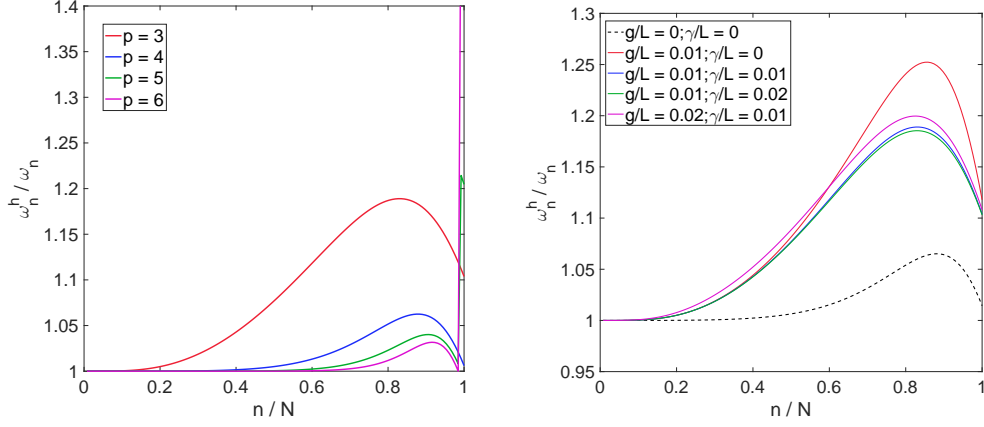 1.4
1.35
1.3
1.25
1.2
1.15
1.1
1.05
1
0 0.2 0.4 0.6 0.8 1
n / N
ω_n^h / ω_n
p = 3
p = 4
p = 5
p = 6
1.3
1.25
1.2
1.15
1.1
1.05
1
0.95
0 0.2 0.4 0.6 0.8 1
n / N
ω_n^h / ω_n
g/L = 0;γ/L = 0
g/L = 0.01;γ/L = 0
g/L = 0.01;γ/L = 0.01
g/L = 0.01;γ/L = 0.02
g/L = 0.02;γ/L = 0.01